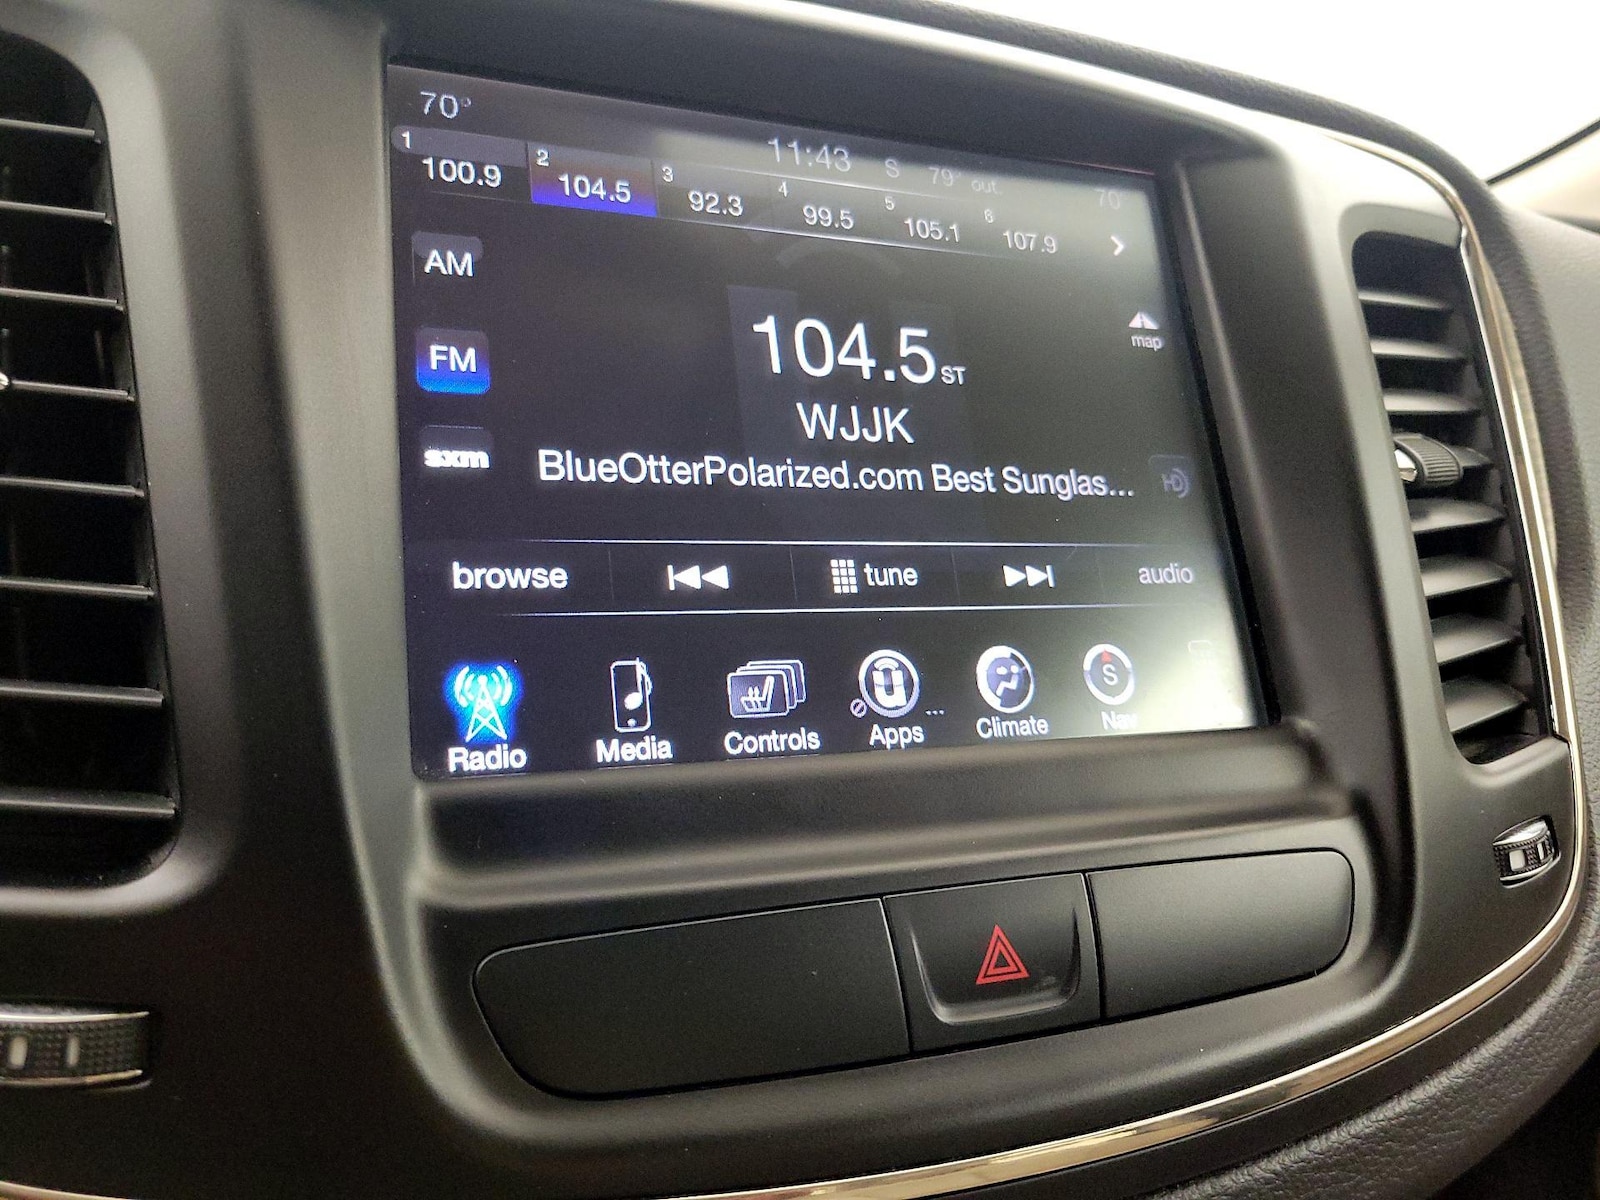 70°
11:43 S 79° out. 70°
1 100.9 2 104.5 3 92.3 4 99.5 5 105.1 6 107.9
AM
map
104.5 ST
FM
WJJK
sxm
BlueOtterPolarized.com Best Sunglas... HD
browse tune audio
Radio Media Controls Apps ... Climate Nav
S